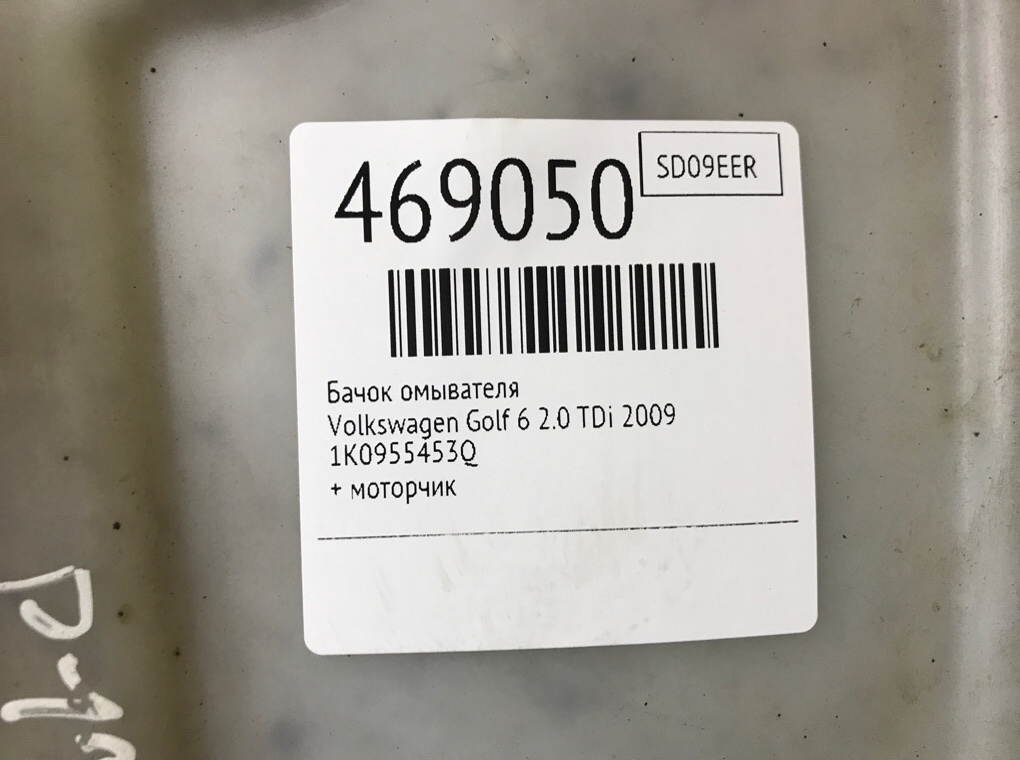 469050
SD09EER
Бачок омывателя
Volkswagen Golf 6 2.0 TDi 2009
1K0955453Q
+ моторчик